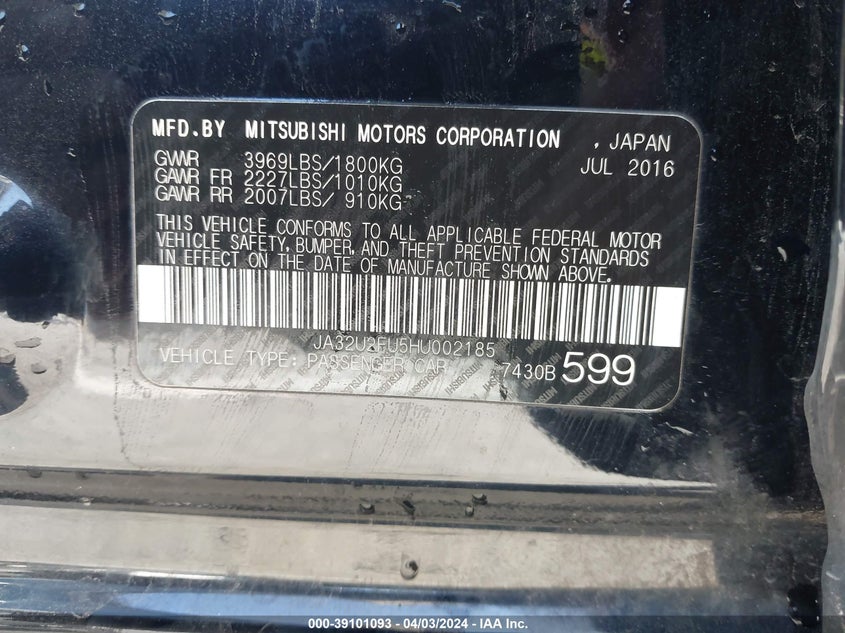 MFD. BY MITSUBISHI MOTORS CORPORATION , JAPAN
GVWR 3969LBS/1800KG JUL 2016
GAWR FR 2227LBS/1010KG
GAWR RR 2007LBS/ 910KG
THIS VEHICLE CONFORMS TO ALL APPLICABLE FEDERAL MOTOR
VEHICLE SAFETY, BUMPER, AND THEFT PREVENTION STANDARDS
IN EFFECT ON THE DATE OF MANUFACTURE SHOWN ABOVE.
JA32U2FU5HU002185
VEHICLE TYPE: PASSENGER CAR 7430B 599
000-39101093 - 04/03/2024 - IAA Inc.